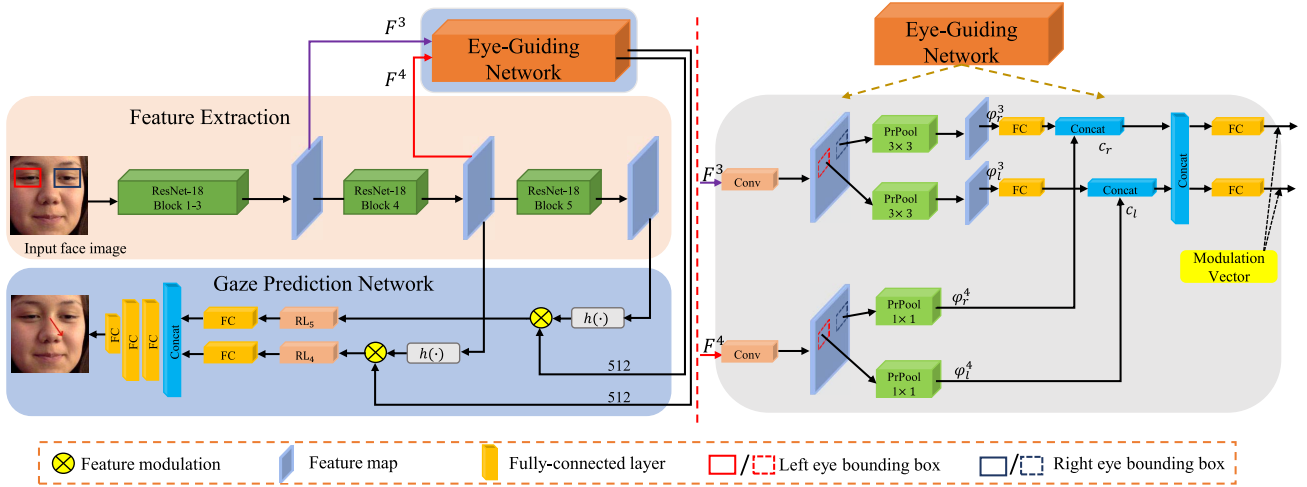 F³
F⁴
Eye-Guiding
Network
Feature Extraction
ResNet-18
Block 1-3
ResNet-18
Block 4
ResNet-18
Block 5
Input face image
Gaze Prediction Network
FC
FC
FC
Concat
FC
RL₅
h(·)
FC
RL₄
h(·)
512
512
Eye-Guiding
Network
F³
Conv
PrPool
3×3
φᵣ³
FC
Concat
cᵣ
PrPool
3×3
φₗ³
FC
Concat
cₗ
Concat
FC
FC
Modulation
Vector
F⁴
Conv
PrPool
1×1
φᵣ⁴
PrPool
1×1
φₗ⁴
Feature modulation
Feature map
Fully-connected layer
/ Left eye bounding box
/ Right eye bounding box